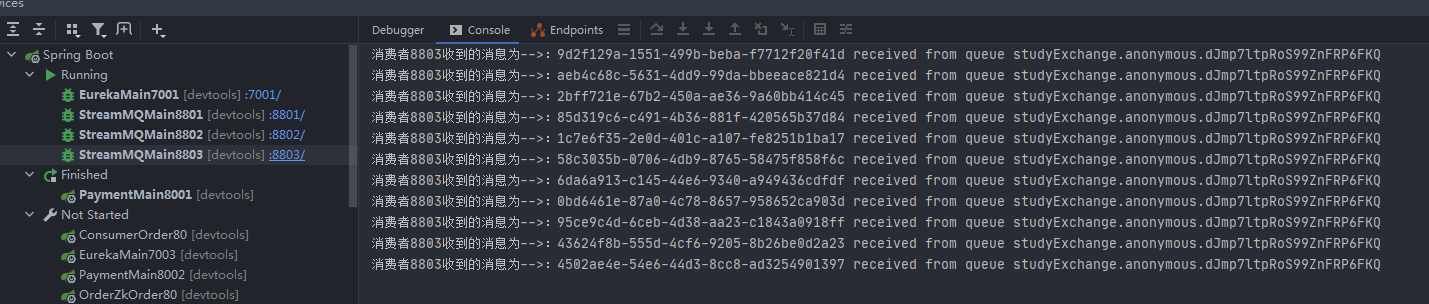 vices
Debugger
Console
Endpoints
Spring Boot
Running
EurekaMain7001 [devtools] :7001/
StreamMQMain8801 [devtools] :8801/
StreamMQMain8802 [devtools] :8802/
StreamMQMain8803 [devtools] :8803/
Finished
PaymentMain8001 [devtools]
Not Started
ConsumerOrder80 [devtools]
EurekaMain7003 [devtools]
PaymentMain8002 [devtools]
OrderZkOrder80 [devtools]
消费者8803收到的消息为-->：9d2f129a-1551-499b-beba-f7712f20f41d received from queue studyExchange.anonymous.dJmp7ltpRoS99ZnFRP6FKQ
消费者8803收到的消息为-->：aeb4c68c-5631-4dd9-99da-bbeeace821d4 received from queue studyExchange.anonymous.dJmp7ltpRoS99ZnFRP6FKQ
消费者8803收到的消息为-->：2bff721e-67b2-450a-ae36-9a60bb414c45 received from queue studyExchange.anonymous.dJmp7ltpRoS99ZnFRP6FKQ
消费者8803收到的消息为-->：85d319c6-c491-4b36-881f-420565b37d84 received from queue studyExchange.anonymous.dJmp7ltpRoS99ZnFRP6FKQ
消费者8803收到的消息为-->：1c7e6f35-2e0d-401c-a107-fe8251b1ba17 received from queue studyExchange.anonymous.dJmp7ltpRoS99ZnFRP6FKQ
消费者8803收到的消息为-->：58c3035b-0706-4db9-8765-58475f858f6c received from queue studyExchange.anonymous.dJmp7ltpRoS99ZnFRP6FKQ
消费者8803收到的消息为-->：6da6a913-c145-44e6-9340-a949436cdfdf received from queue studyExchange.anonymous.dJmp7ltpRoS99ZnFRP6FKQ
消费者8803收到的消息为-->：0bd6461e-87a0-4c78-8657-958652ca903d received from queue studyExchange.anonymous.dJmp7ltpRoS99ZnFRP6FKQ
消费者8803收到的消息为-->：95ce9c4d-6ceb-4d38-aa23-c1843a0918ff received from queue studyExchange.anonymous.dJmp7ltpRoS99ZnFRP6FKQ
消费者8803收到的消息为-->：43624f8b-555d-4cf6-9205-8b26be0d2a23 received from queue studyExchange.anonymous.dJmp7ltpRoS99ZnFRP6FKQ
消费者8803收到的消息为-->：4502ae4e-54e6-44d3-8cc8-ad3254901397 received from queue studyExchange.anonymous.dJmp7ltpRoS99ZnFRP6FKQ